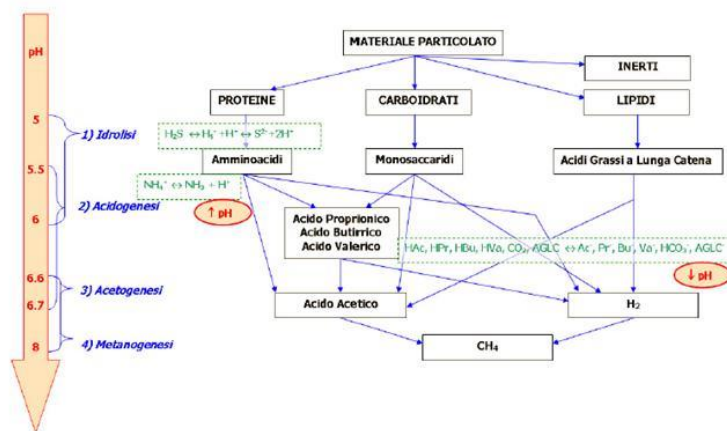 pH
MATERIALE PARTICOLATO
INERTI
PROTEINE
CARBOIDRATI
LIPIDI
5
1) Idrolisi
H₂S ↔ H₄⁻ + H⁺ ↔ S²⁻ + 2H⁺
5.5
Amminoacidi
Monosaccaridi
Acidi Grassi a Lunga Catena
NH₄⁺ ↔ NH₃ + H⁺
2) Acidogenesi
↑ pH
6
Acido Proprionico
Acido Butirrico
Acido Valerico
HAc, HPr, HBu, HVa, CO₂, AGLC ↔ Ac⁻, Pr⁻, Bu⁻, Va⁻, HCO₃⁻, AGLC⁻
↓ pH
6.6
3) Acetogenesi
6.7
Acido Acetico
H₂
4) Metanogenesi
8
CH₄